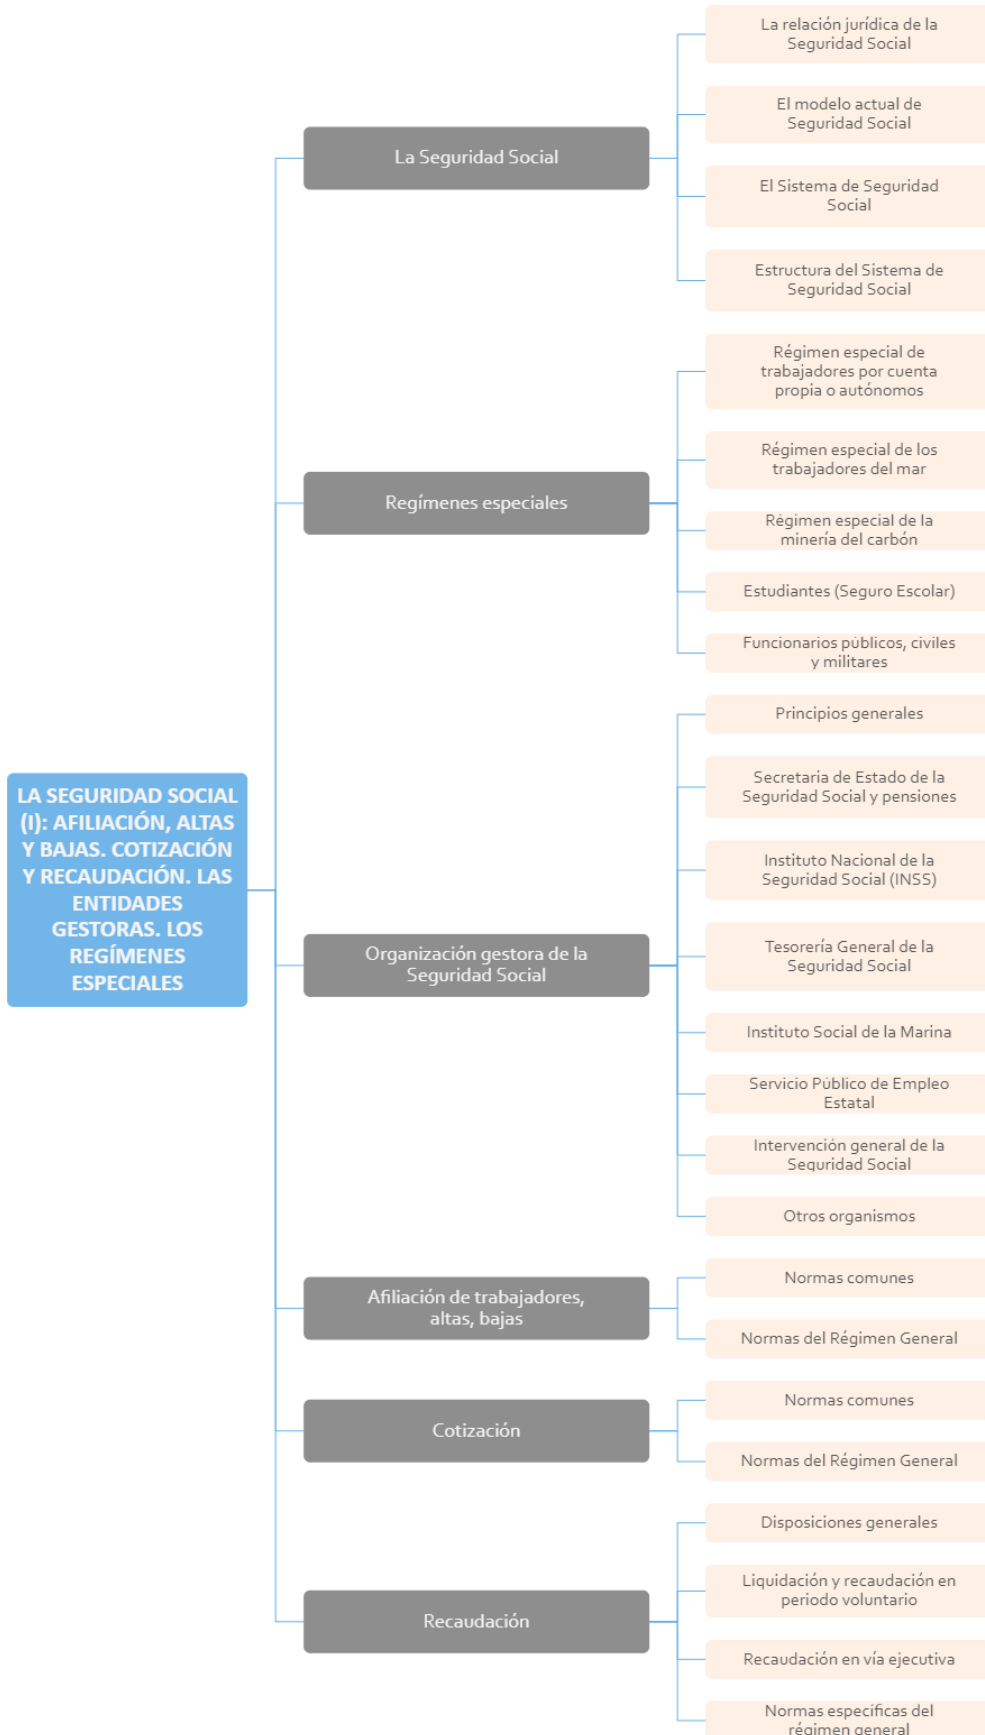 La relación jurídica de la
Seguridad Social
El modelo actual de
Seguridad Social
La Seguridad Social
El Sistema de Seguridad
Social
Estructura del Sistema de
Seguridad Social
Régimen especial de
trabajadores por cuenta
propia o autónomos
Régimen especial de los
trabajadores del mar
Regímenes especiales
Régimen especial de la
minería del carbón
Estudiantes (Seguro Escolar)
Funcionarios públicos, civiles
y militares
Principios generales
Secretaria de Estado de la
Seguridad Social y pensiones
LA SEGURIDAD SOCIAL
(I): AFILIACIÓN, ALTAS
Y BAJAS. COTIZACIÓN
Y RECAUDACIÓN. LAS
ENTIDADES
GESTORAS. LOS
REGÍMENES
ESPECIALES
Instituto Nacional de la
Seguridad Social (INSS)
Organización gestora de la
Seguridad Social
Tesorería General de la
Seguridad Social
Instituto Social de la Marina
Servicio Público de Empleo
Estatal
Intervención general de la
Seguridad Social
Otros organismos
Afiliación de trabajadores,
altas, bajas
Normas comunes
Normas del Régimen General
Cotización
Normas comunes
Normas del Régimen General
Disposiciones generales
Liquidación y recaudación en
periodo voluntario
Recaudación
Recaudación en vía ejecutiva
Normas específicas del
régimen general